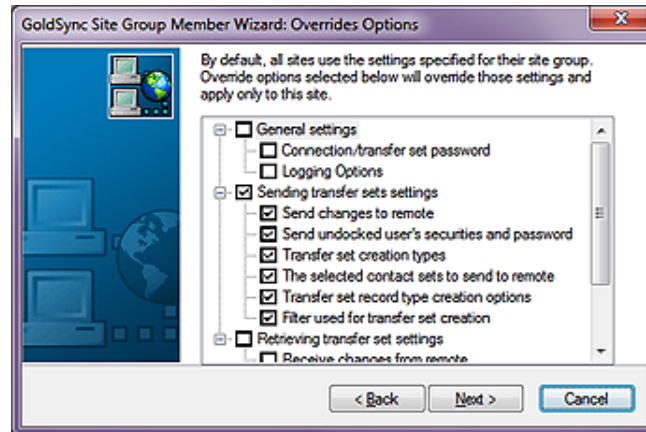 GoldSync Site Group Member Wizard: Overrides Options
By default, all sites use the settings specified for their site group.
Override options selected below will override those settings and
apply only to this site.
General settings
Connection/transfer set password
Logging Options
Sending transfer sets settings
Send changes to remote
Send undocked user's securities and password
Transfer set creation types
The selected contact sets to send to remote
Transfer set record type creation options
Filter used for transfer set creation
Retrieving transfer set settings
Receive changes from remote
< Back
Next >
Cancel